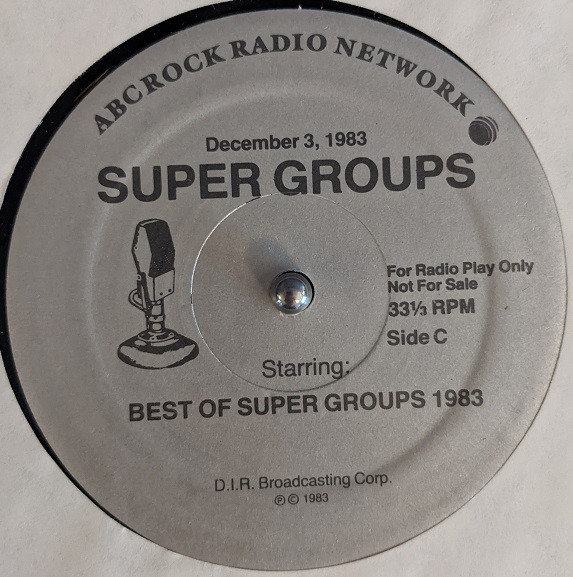 ABC ROCK RADIO NETWORK
December 3, 1983
SUPER GROUPS
For Radio Play Only
Not For Sale
33⅓ RPM
Side C
Starring:
BEST OF SUPER GROUPS 1983
D.I.R. Broadcasting Corp.
℗ © 1983